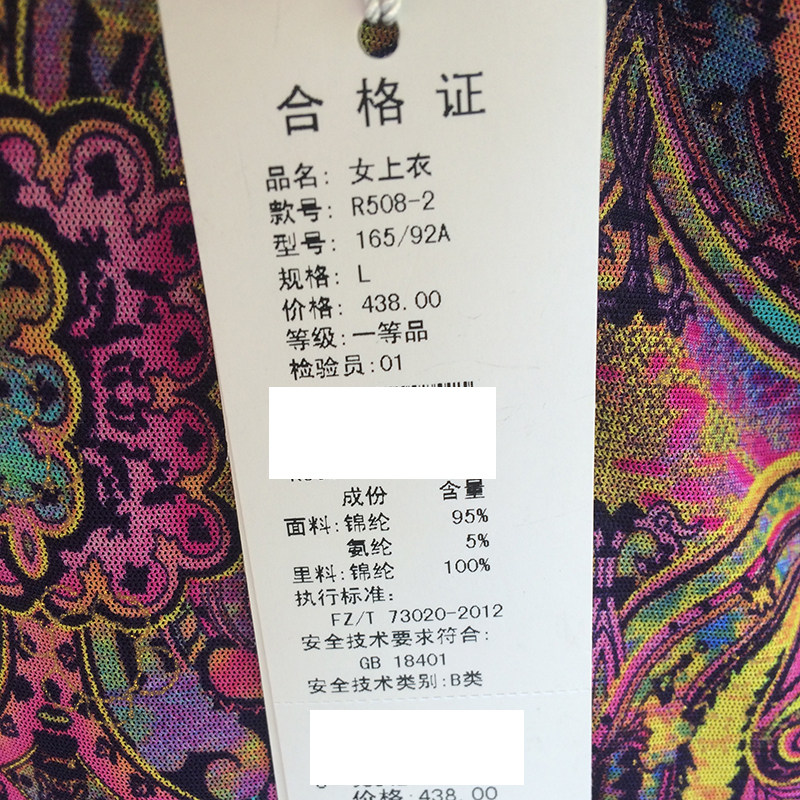 合格证
品名: 女上衣
款号: R508-2
型号: 165/92A
规格: L
价格: 438.00
等级:一等品
检验员:01
成份 含量
面料:锦纶 95%
氨纶 5%
里料:锦纶 100%
执行标准:
FZ/T 73020-2012
安全技术要求符合:
GB 18401
安全技术类别:B类
价格:438.00